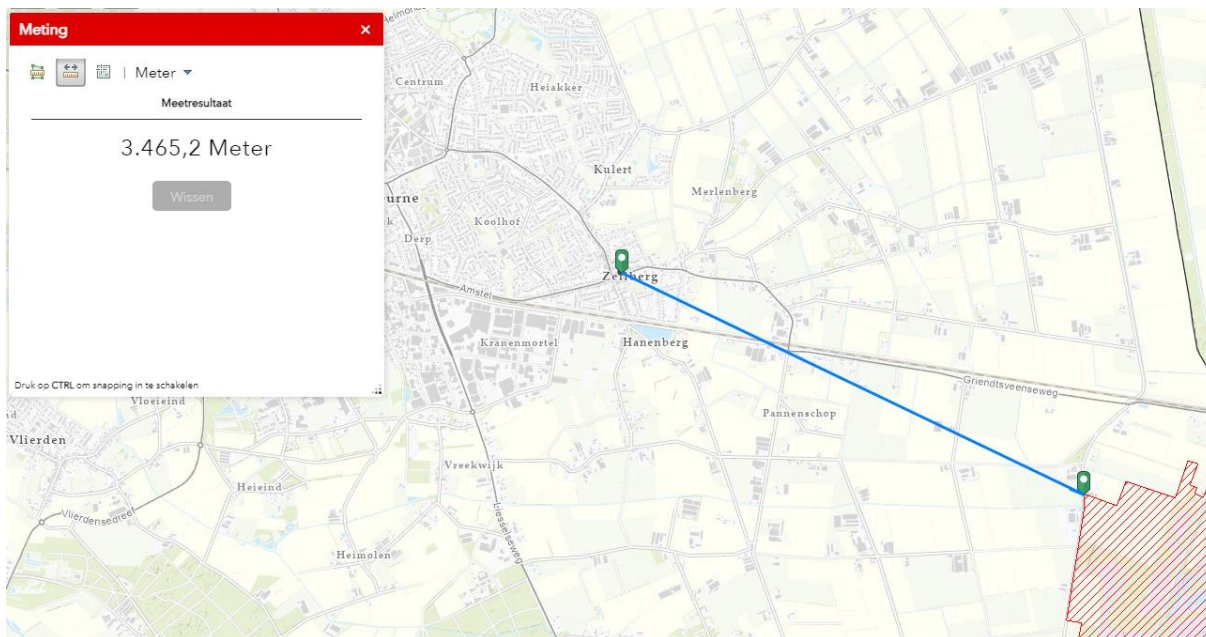 Meting
| Meter
Meetresultaat
3.465,2 Meter
Wissen
Druk op CTRL om snapping in te schakelen
Centrum
Heiakker
Kulert
Merlenberg
urne
Koolhof
Derp
Zeilberg
Amstel
Kranenmortel
Hanenberg
Griendtsveenseweg
Pannenschop
Vloeieind
Vlierden
Vreekwijk
Heieind
Liesselseweg
Vlierdensedreef
Heimolen